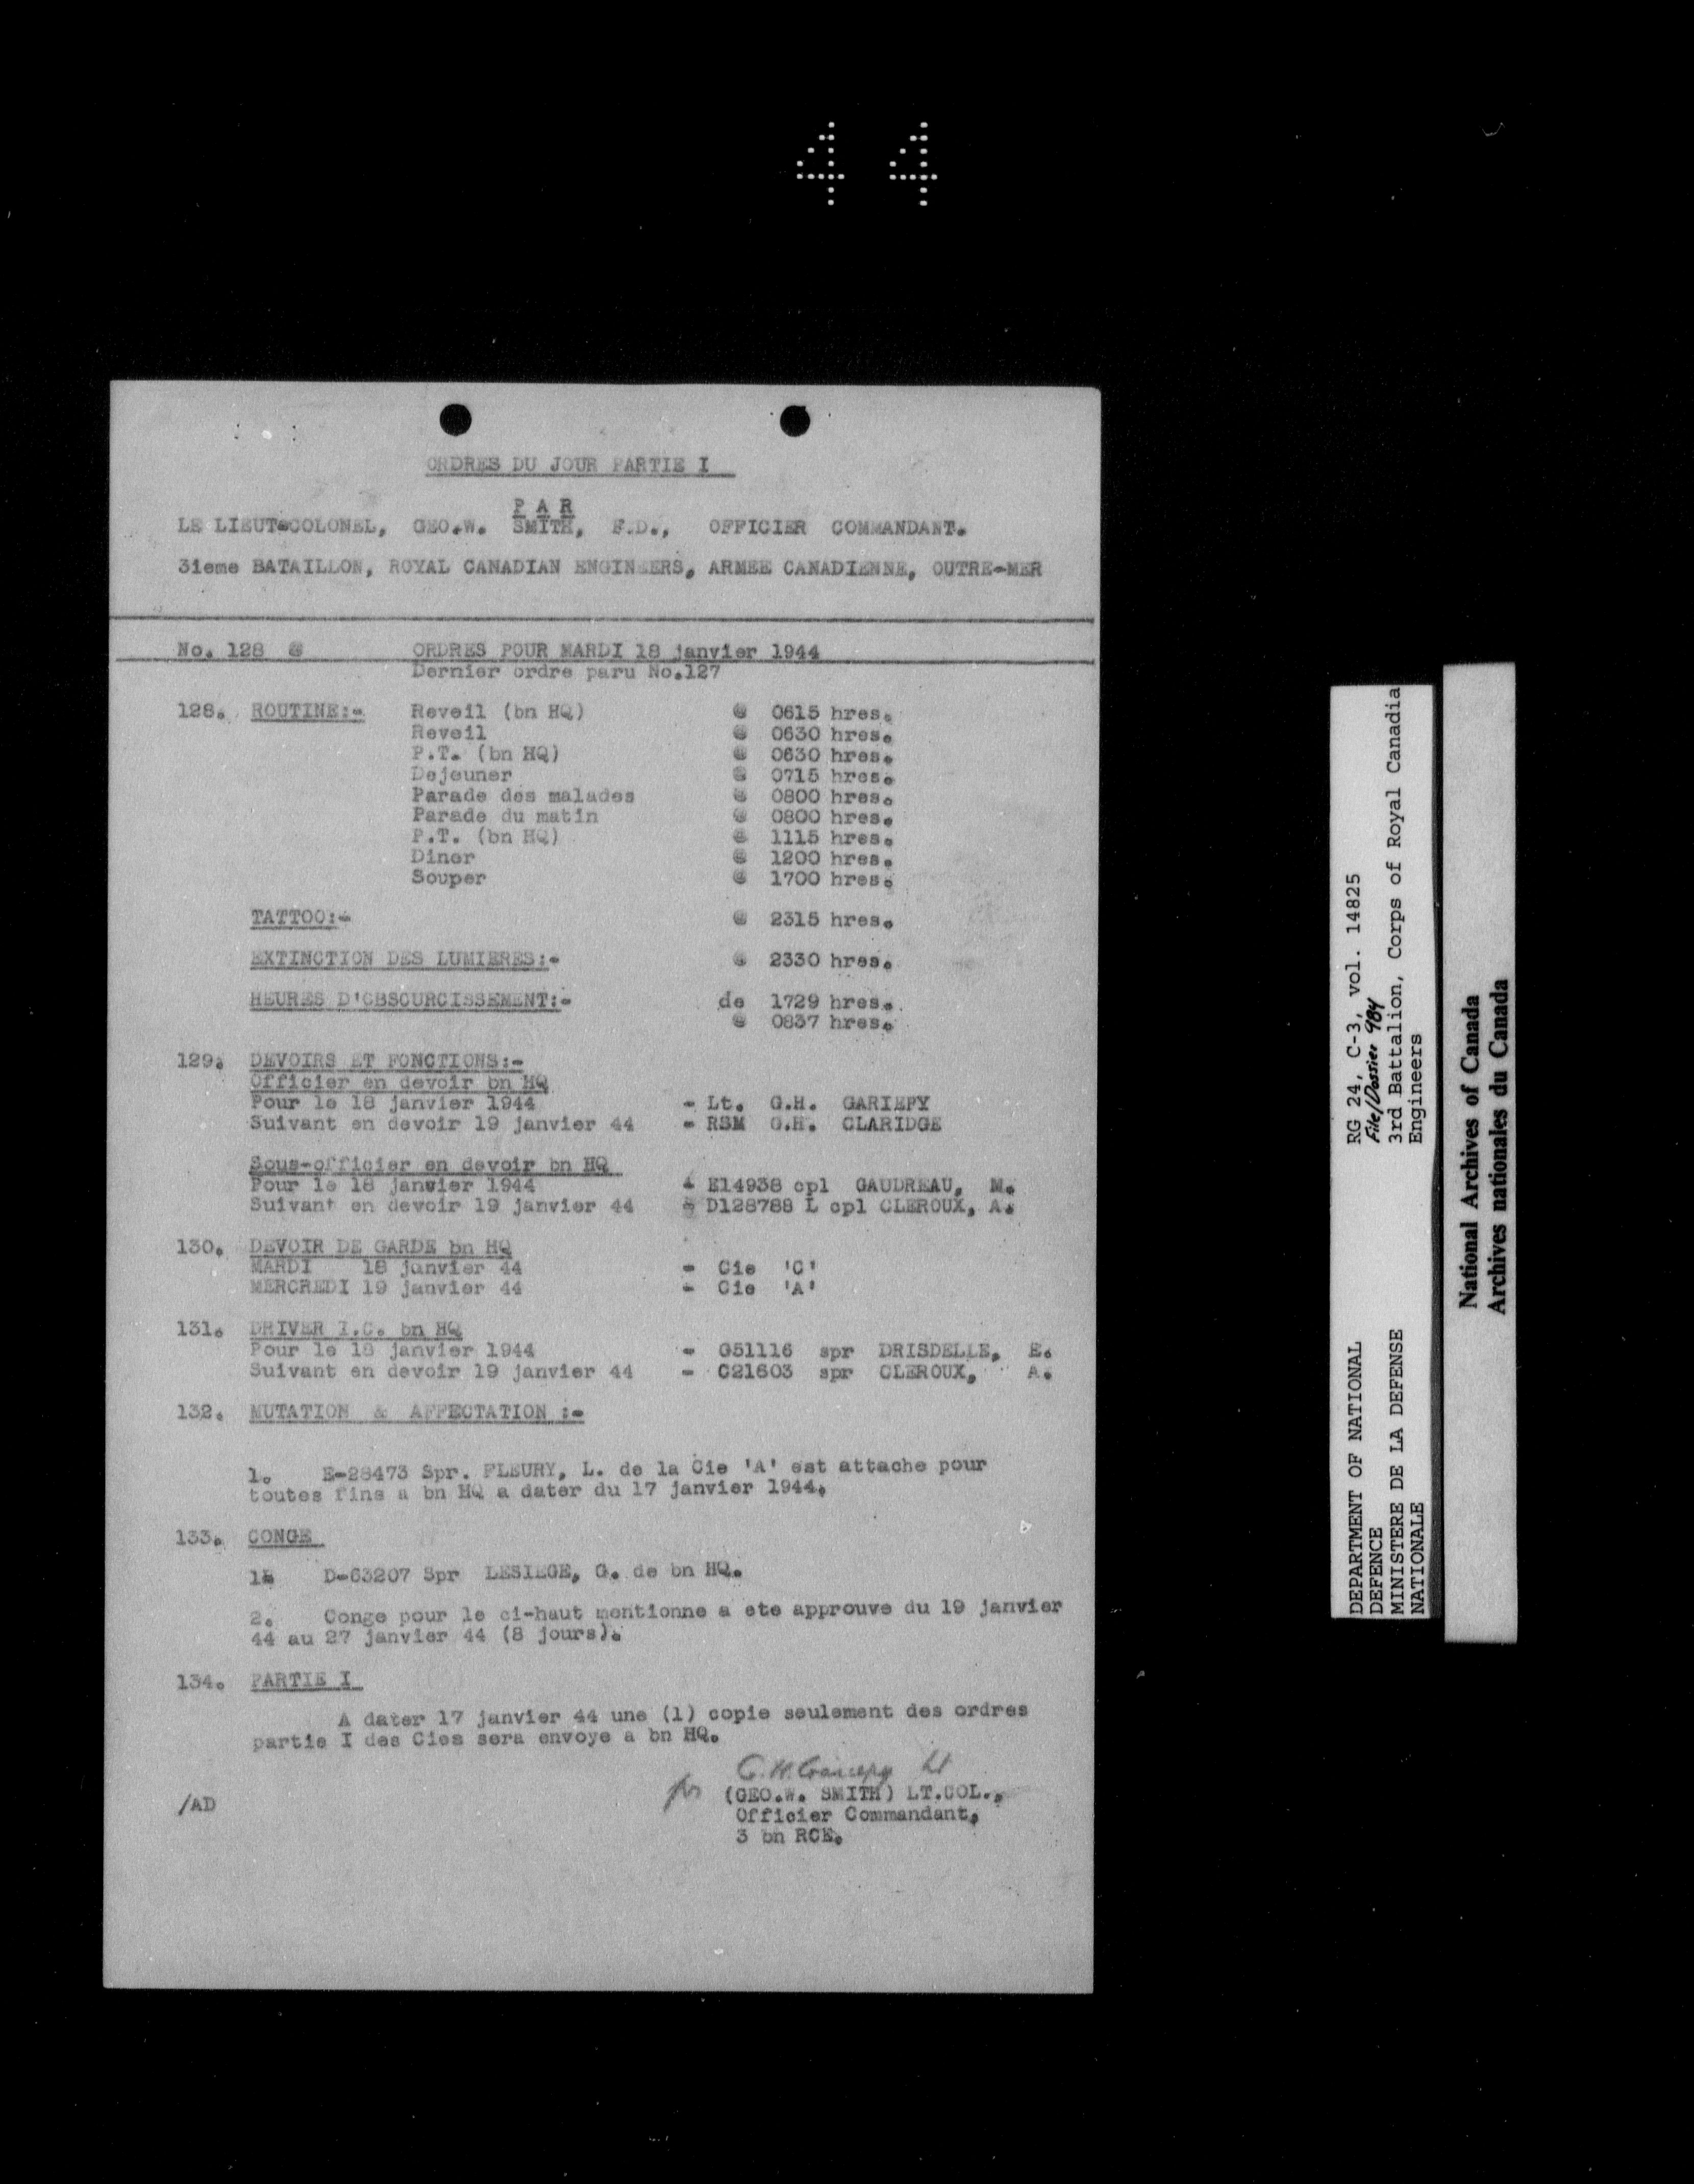 44
ORDRES DU JOUR PARTIE I
P A R
LE LIEUT-COLONEL, GEO.W. SMITH, F.D., OFFICIER COMMANDANT.
3ieme BATAILLON, ROYAL CANADIAN ENGINEERS, ARMEE CANADIENNE, OUTRE-MER
No. 128 @ ORDRES POUR MARDI 18 janvier 1944
Dernier ordre paru No.127
128. ROUTINE:- Reveil (bn HQ) @ 0615 hres.
Reveil @ 0630 hres.
P.T. (bn HQ) @ 0630 hres.
Dejeuner @ 0715 hres.
Parade des malades @ 0800 hres.
Parade du matin @ 0800 hres.
P.T. (bn HQ) @ 1115 hres.
Diner @ 1200 hres.
Souper @ 1700 hres.
TATTOO:- @ 2315 hres.
EXTINCTION DES LUMIERES:- @ 2330 hres.
HEURES D'OBSOURCISSEMENT:- de 1729 hres.
@ 0837 hres.
129. DEVOIRS ET FONCTIONS:-
Officier en devoir bn HQ
Pour le 18 janvier 1944 - Lt. G.H. GARIEPY
Suivant en devoir 19 janvier 44 - RSM G.H. CLARIDGE
Sous-officier en devoir bn HQ
Pour le 18 janvier 1944 - E14938 cpl GAUDREAU, M.
Suivant en devoir 19 janvier 44 - D128788 L cpl CLEROUX, A.
130. DEVOIR DE GARDE bn HQ
MARDI 18 janvier 44 - Cie 'C'
MERCREDI 19 janvier 44 - Cie 'A'
131. DRIVER I.C. bn HQ
Pour le 18 janvier 1944 - G51116 spr DRISDELLE, E.
Suivant en devoir 19 janvier 44 - C21603 spr CLEROUX, A.
132. MUTATION & AFFECTATION :-
1. E-28473 Spr. FLEURY, L. de la Cie 'A' est attache pour
toutes fins a bn HQ a dater du 17 janvier 1944.
133. CONGE
1. D-63207 Spr LESIEGE, G. de bn HQ.
2. Conge pour le ci-haut mentionne a ete approuve du 19 janvier
44 au 27 janvier 44 (8 jours).
134. PARTIE I
A dater 17 janvier 44 une (1) copie seulement des ordres
partie I des Cies sera envoye a bn HQ.
G.H. Gariepy Lt
for (GEO.W. SMITH) LT.COL.,
/AD
Officier Commandant,
3 bn RCE.
DEPARTMENT OF NATIONAL
DEFENCE
MINISTERE DE LA DEFENSE
NATIONALE
RG 24, C-3, vol. 14825
File/Dossier 984
3rd Battalion, Corps of Royal Canadia
Engineers
National Archives of Canada
Archives nationales du Canada